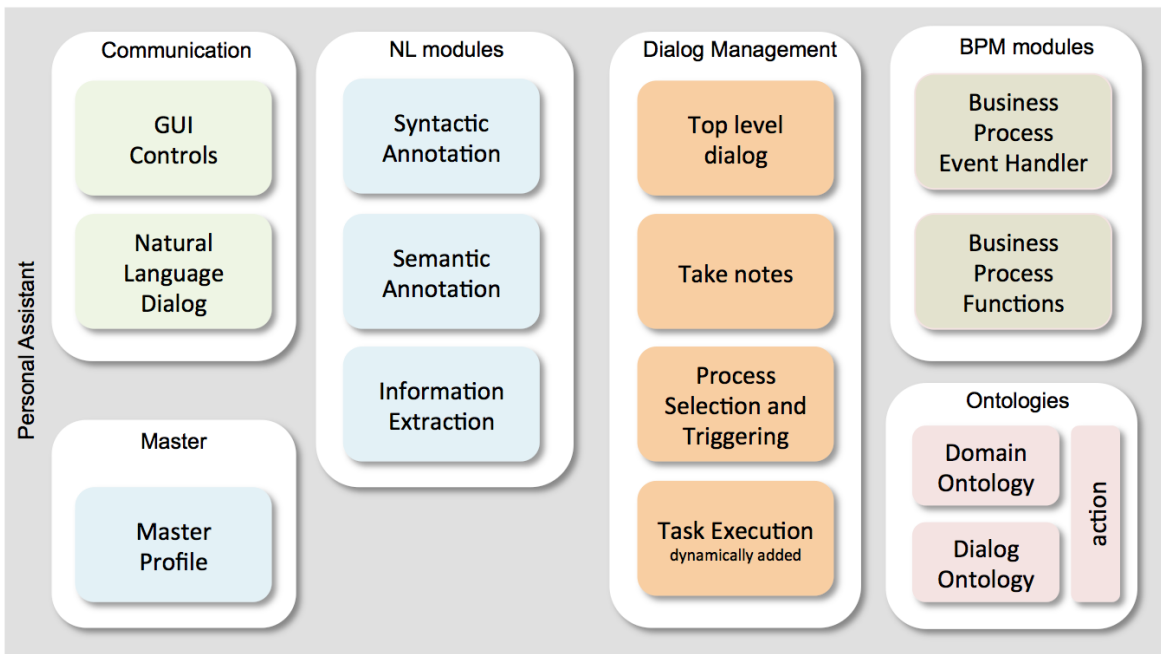 Personal Assistant
Communication
GUI
Controls
Natural
Language
Dialog
Master
Master
Profile
NL modules
Syntactic
Annotation
Semantic
Annotation
Information
Extraction
Dialog Management
Top level
dialog
Take notes
Process
Selection and
Triggering
Task Execution
dynamically added
BPM modules
Business
Process
Event Handler
Business
Process
Functions
Ontologies
Domain
Ontology
Dialog
Ontology
action